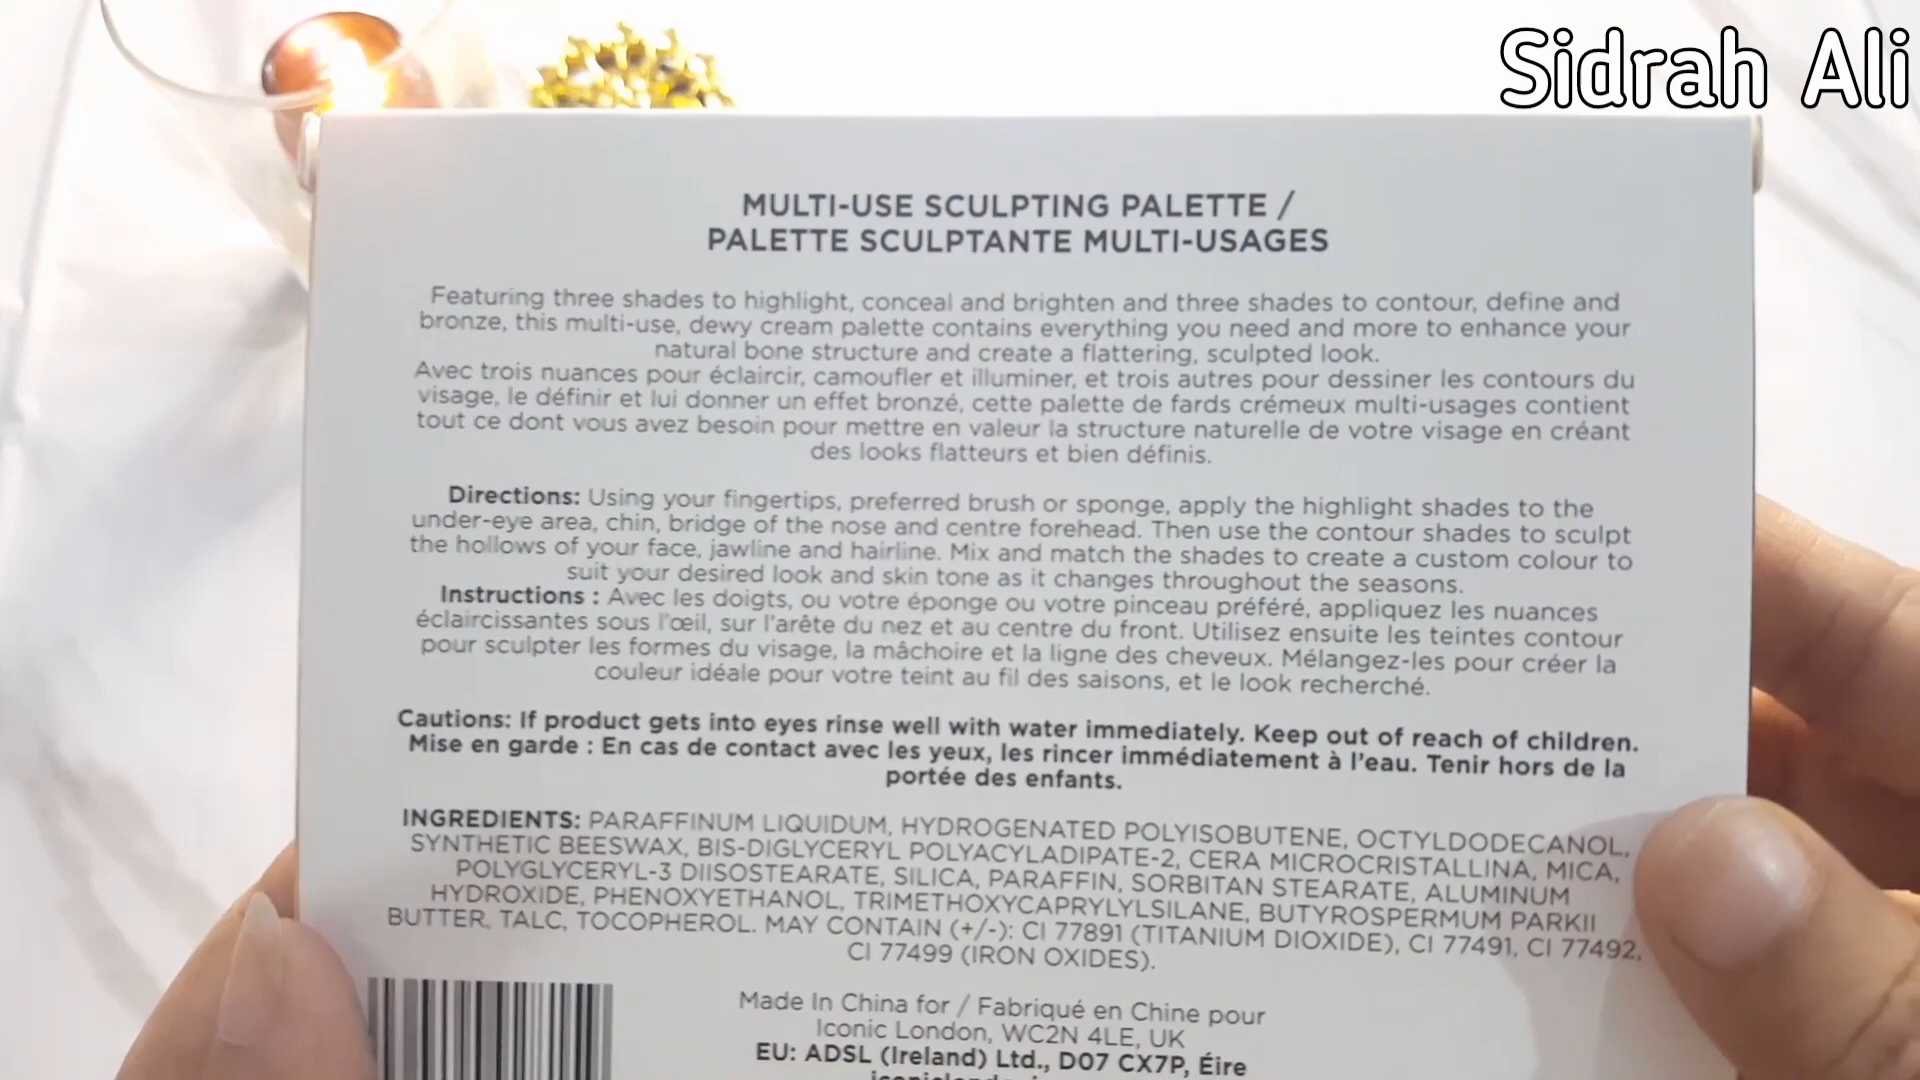 Sidrah Ali
MULTI-USE SCULPTING PALETTE /
PALETTE SCULPTANTE MULTI-USAGES
Featuring three shades to highlight, conceal and brighten and three shades to contour, define and
bronze, this multi-use, dewy cream palette contains everything you need and more to enhance your
natural bone structure and create a flattering, sculpted look.
Avec trois nuances pour éclaircir, camoufler et illuminer, et trois autres pour dessiner les contours du
visage, le définir et lui donner un effet bronzé, cette palette de fards crémeux multi-usages contient
tout ce dont vous avez besoin pour mettre en valeur la structure naturelle de votre visage en créant
des looks flatteurs et bien définis.
Directions: Using your fingertips, preferred brush or sponge, apply the highlight shades to the
under-eye area, chin, bridge of the nose and centre forehead. Then use the contour shades to sculpt
the hollows of your face, jawline and hairline. Mix and match the shades to create a custom colour to
suit your desired look and skin tone as it changes throughout the seasons.
Instructions : Avec les doigts, ou votre éponge ou votre pinceau préféré, appliquez les nuances
éclaircissantes sous l'œil, sur l'arête du nez et au centre du front. Utilisez ensuite les teintes contour
pour sculpter les formes du visage, la mâchoire et la ligne des cheveux. Mélangez-les pour créer la
couleur idéale pour votre teint au fil des saisons, et le look recherché.
Cautions: If product gets into eyes rinse well with water immediately. Keep out of reach of children.
Mise en garde : En cas de contact avec les yeux, les rincer immédiatement à l'eau. Tenir hors de la
portée des enfants.
INGREDIENTS: PARAFFINUM LIQUIDUM, HYDROGENATED POLYISOBUTENE, OCTYLDODECANOL,
SYNTHETIC BEESWAX, BIS-DIGLYCERYL POLYACYLADIPATE-2, CERA MICROCRISTALLINA, MICA,
POLYGLYCERYL-3 DIISOSTEARATE, SILICA, PARAFFIN, SORBITAN STEARATE, ALUMINUM
HYDROXIDE, PHENOXYETHANOL, TRIMETHOXYCAPRYLYLSILANE, BUTYROSPERMUM PARKII
BUTTER, TALC, TOCOPHEROL. MAY CONTAIN (+/-): CI 77891 (TITANIUM DIOXIDE), CI 77491, CI 77492,
CI 77499 (IRON OXIDES).
Made In China for / Fabriqué en Chine pour
Iconic London, WC2N 4LE, UK
EU: ADSL (Ireland) Ltd., D07 CX7P, Éire